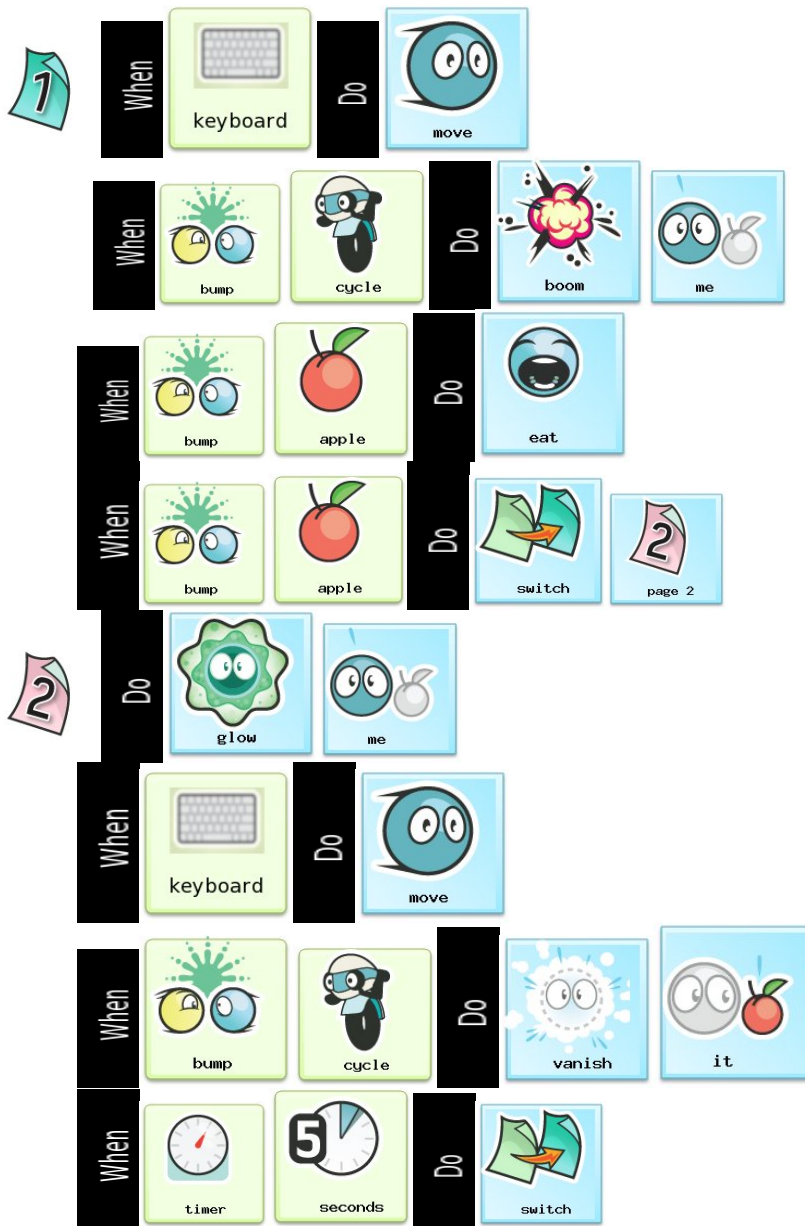 1 When keyboard Do move
When bump cycle Do boom me
When bump apple Do eat
When bump apple Do switch 2 page 2
2 Do glow me
When keyboard Do move
When bump cycle Do vanish it
When timer 5 seconds Do switch